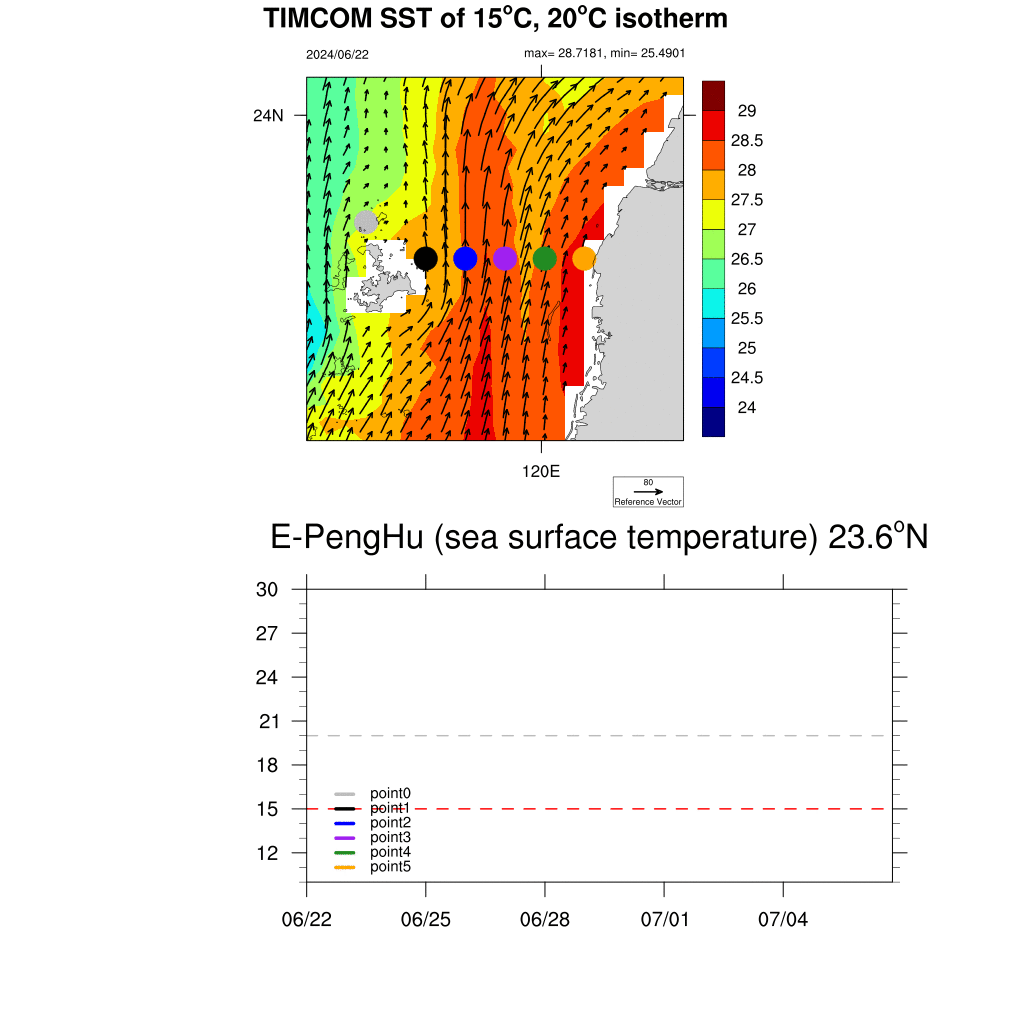 TIMCOM SST of 15°C, 20°C isotherm
2024/06/22
max= 28.7181, min= 25.4901
24N
29
28.5
28
27.5
27
26.5
26
25.5
25
24.5
24
120E
80
Reference Vector
E-PengHu (sea surface temperature) 23.6°N
30
27
24
21
18
15
12
point0
point1
point2
point3
point4
point5
06/22
06/25
06/28
07/01
07/04